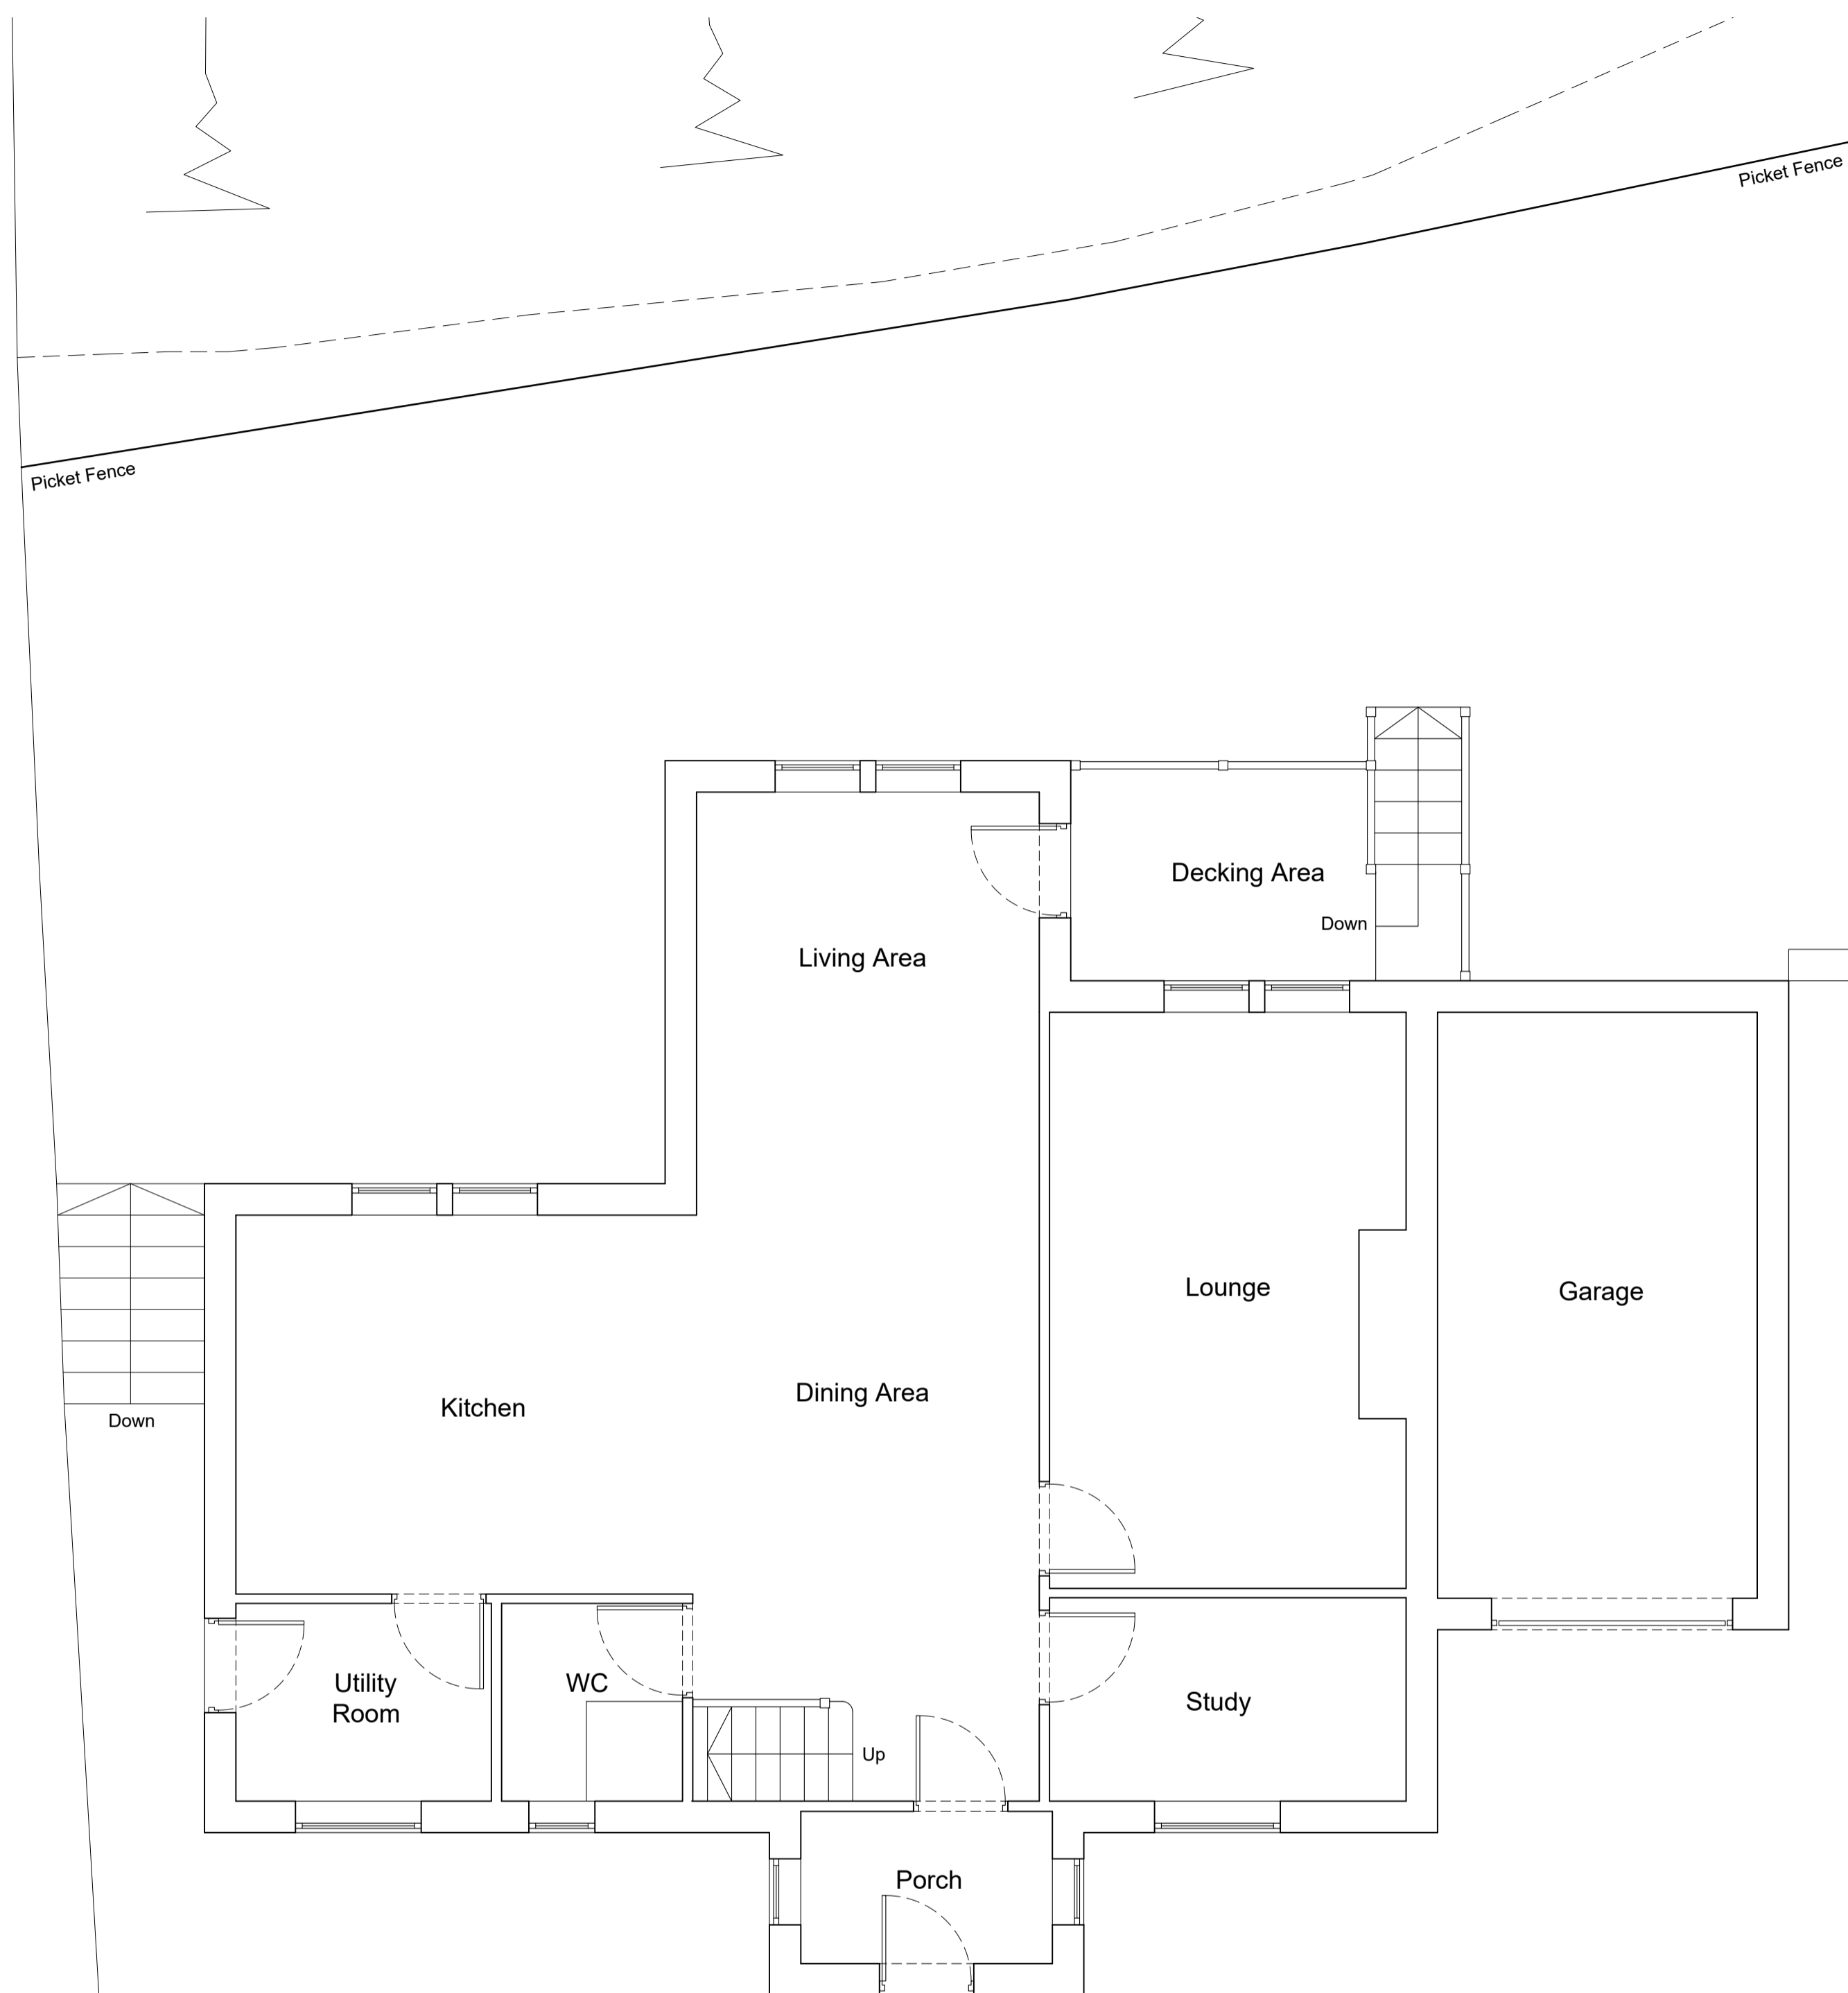 Picket Fence
Picket Fence
Decking Area
Down
Living Area
Lounge
Garage
Kitchen
Dining Area
Down
Utility
Room
WC
Study
Up
Porch